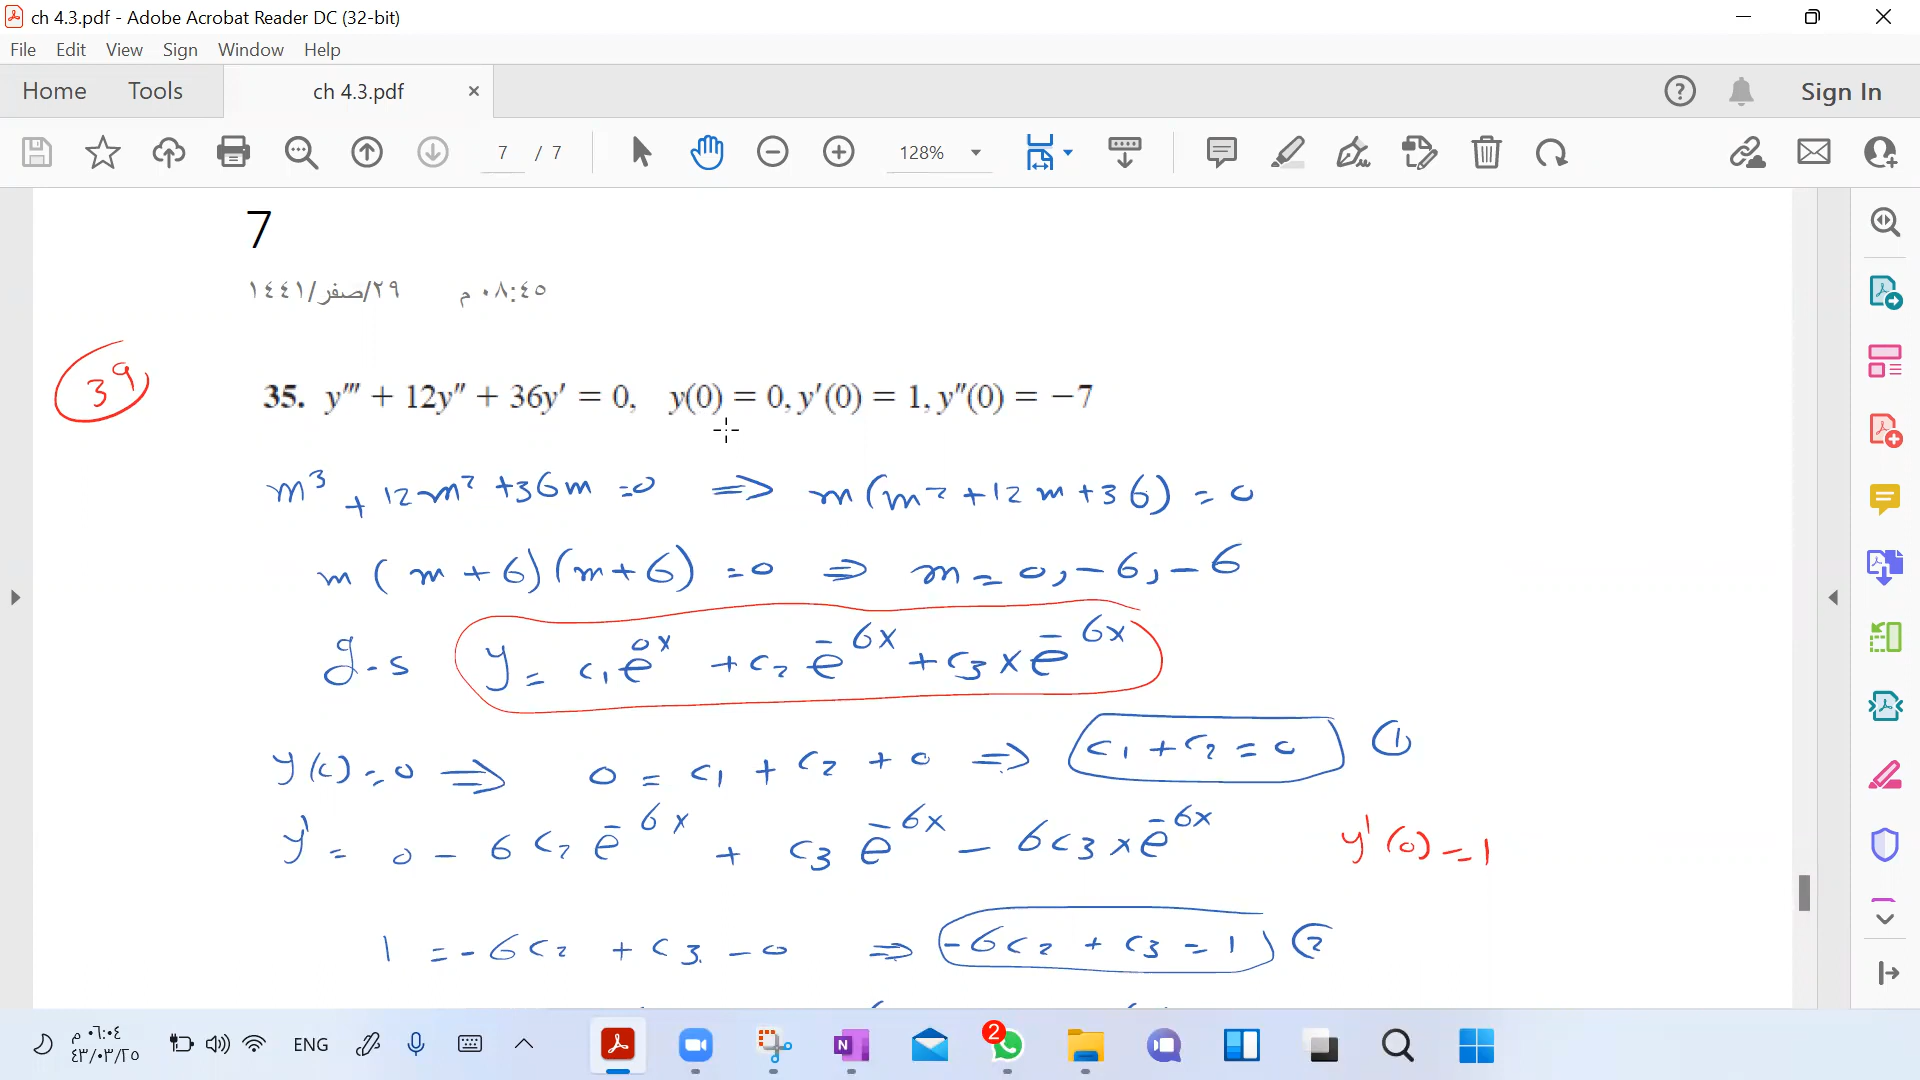 ch 4.3.pdf - Adobe Acrobat Reader DC (32-bit)
File Edit View Sign Window Help
Home Tools ch 4.3.pdf × Sign In
7 / 7 128%
7
٢٩/صفر/١٤٤١ ٠٨:٤٥ م
39
35. y''' + 12y'' + 36y' = 0, y(0) = 0, y'(0) = 1, y''(0) = −7
m³ + 12m² + 36m = 0 ⇒ m(m² + 12m + 36) = 0
m(m + 6)(m + 6) = 0 ⇒ m = 0, −6, −6
g.s y = c₁e^{0x} + c₂e^{−6x} + c₃xe^{−6x}
y(0) = 0 ⇒ 0 = c₁ + c₂ + 0 ⇒ c₁ + c₂ = 0 ①
y' = 0 − 6c₂e^{−6x} + c₃e^{−6x} − 6c₃xe^{−6x} y'(0) = 1
1 = −6c₂ + c₃ − 0 ⇒ −6c₂ + c₃ = 1 ②
٠٦:٠٤ م
٤٣/٠٣/٢٥
ENG
2